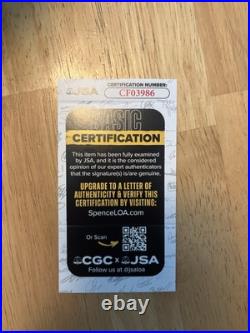 JSA
CERTIFICATION NUMBER:
CF03986
BASIC
CERTIFICATION
This item has been fully examined
by JSA, and it is the considered
opinion of our expert authenticators
that the signature(s) is/are genuine.
UPGRADE TO A LETTER OF
AUTHENTICITY & VERIFY THIS
CERTIFICATION BY VISITING:
SpenceLOA.com
Or Scan
CGC x JSA
Follow us at @jsaloa